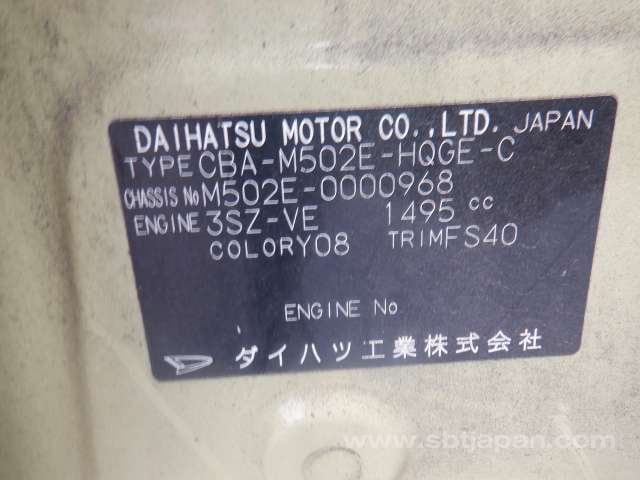 DAIHATSU MOTOR CO.,LTD. JAPAN
TYPE CBA-M502E-HQGE-C
CHASSIS No M502E-0000968
ENGINE 3SZ-VE 1495 cc
COLOR Y08 TRIM FS40
ENGINE No
ダイハツ工業株式会社
www.sbtjapan.com